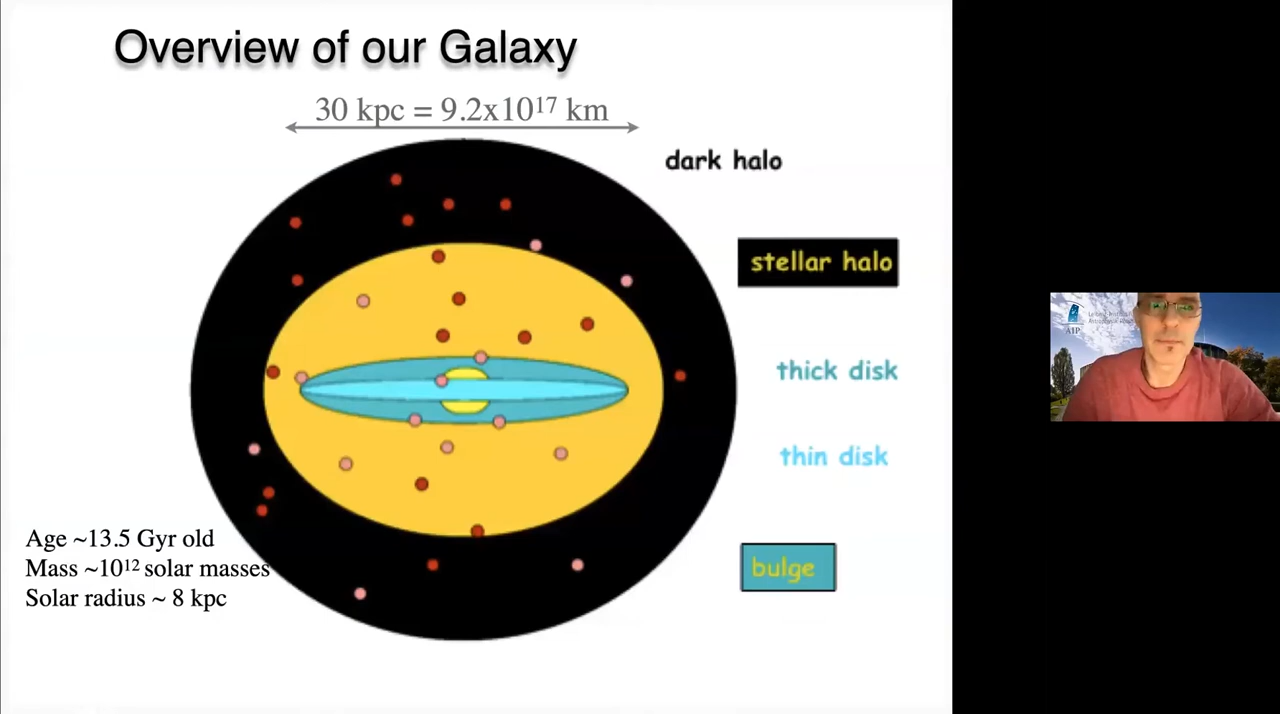 Overview of our Galaxy
30 kpc = 9.2x10¹⁷ km
dark halo
stellar halo
thick disk
thin disk
bulge
Age ~13.5 Gyr old
Mass ~10¹² solar masses
Solar radius ~ 8 kpc
AIP